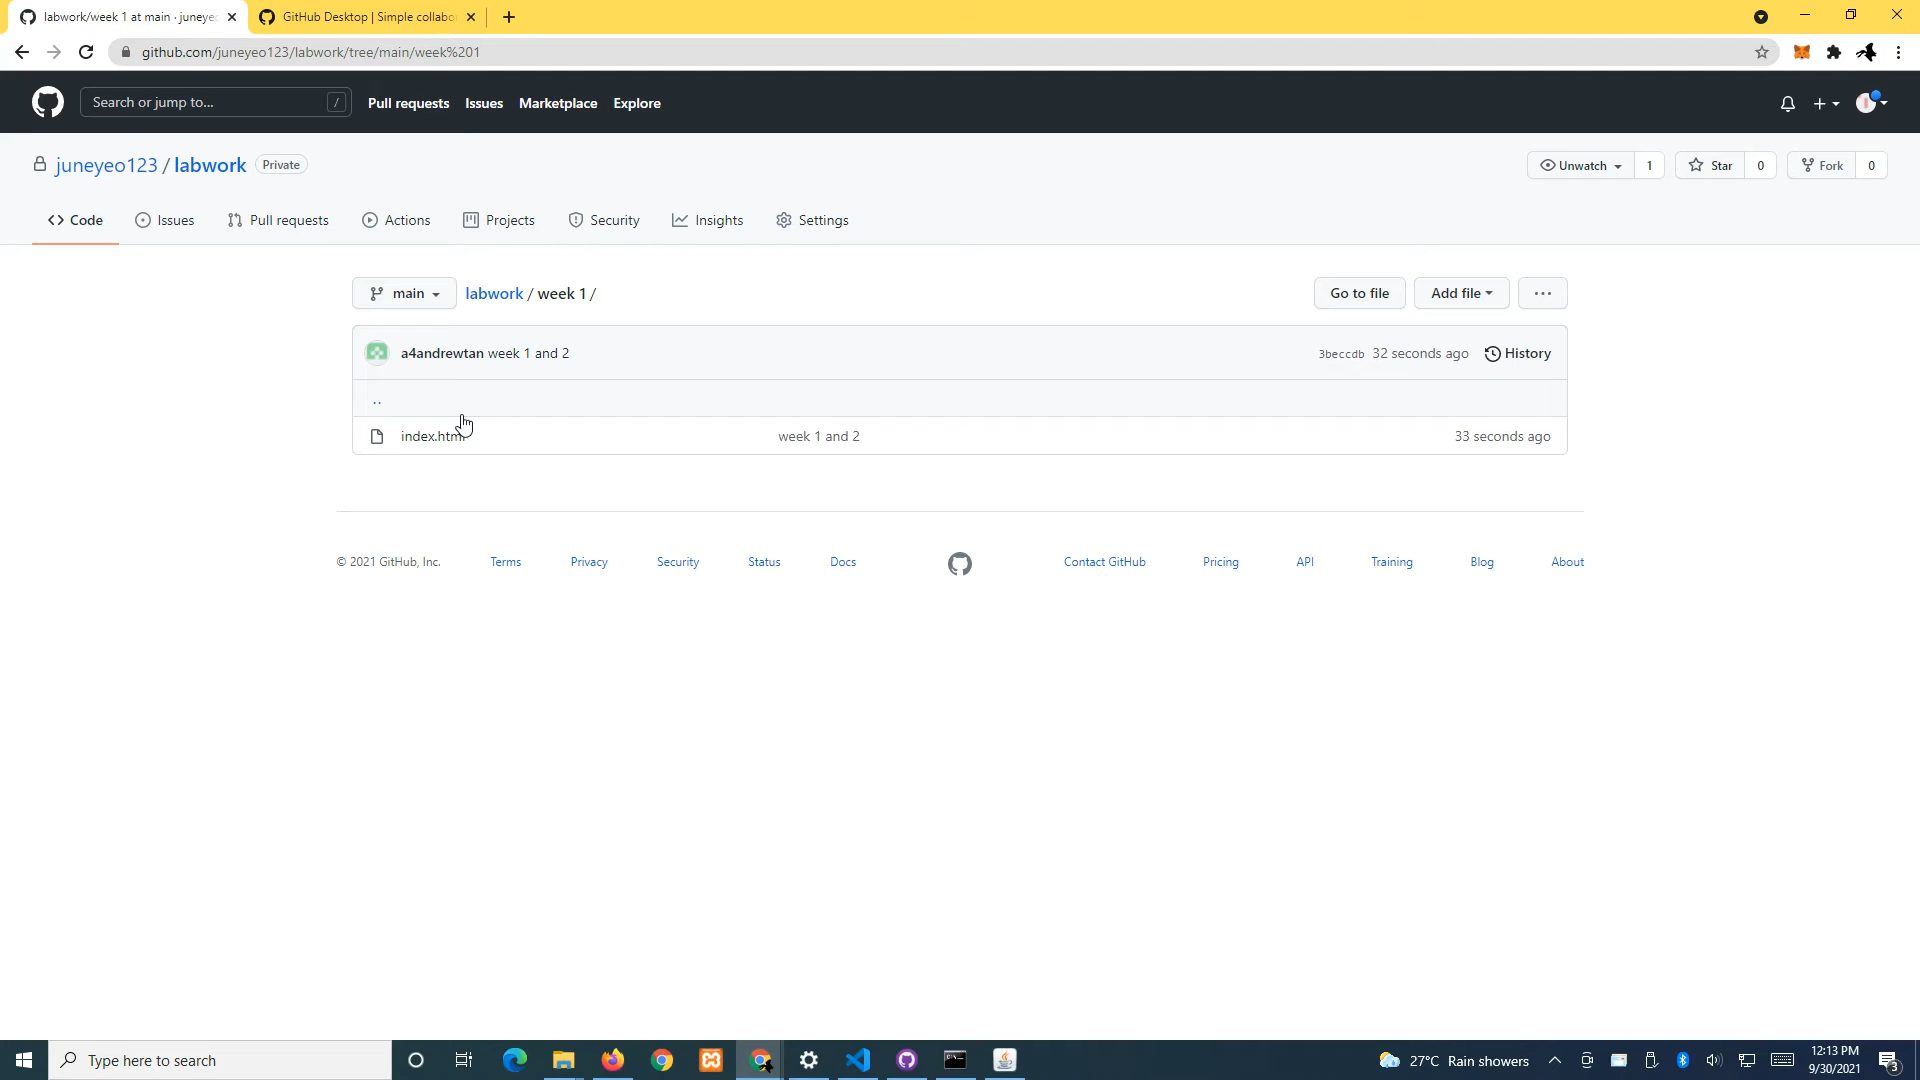 labwork/week 1 at main · juneyeo
GitHub Desktop | Simple collabo
github.com/juneyeo123/labwork/tree/main/week%201
Search or jump to... /
Pull requests Issues Marketplace Explore
juneyeo123 / labwork Private
Unwatch 1 Star 0 Fork 0
Code Issues Pull requests Actions Projects Security Insights Settings
main labwork / week 1 / Go to file Add file ...
a4andrewtan week 1 and 2 3beccdb 32 seconds ago History
..
index.html week 1 and 2 33 seconds ago
© 2021 GitHub, Inc. Terms Privacy Security Status Docs Contact GitHub Pricing API Training Blog About
Type here to search 27°C Rain showers 12:13 PM
9/30/2021 3